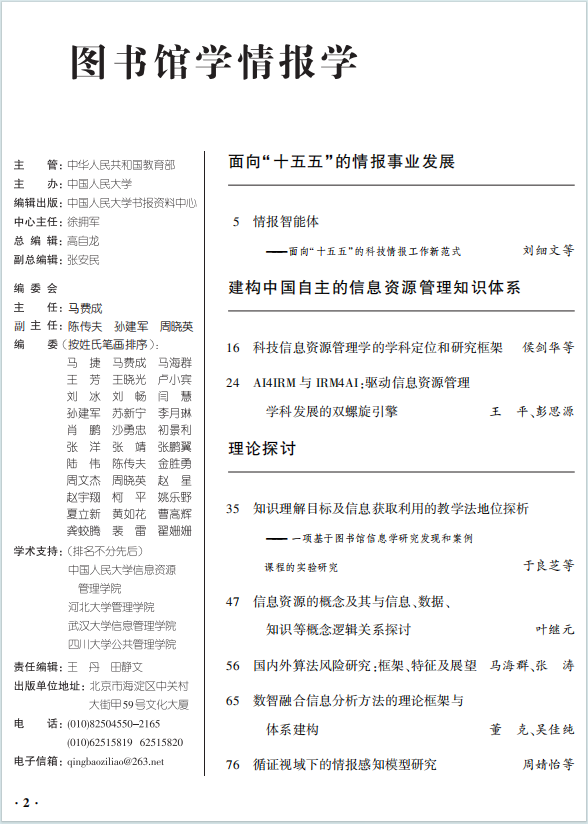 图书馆学情报学
主　　管：中华人民共和国教育部
主　　办：中国人民大学
编辑出版：中国人民大学书报资料中心
中心主任：徐拥军
总 编 辑：高自龙
副总编辑：张安民
编 委 会
主　　任：马费成
副 主 任：陈传夫　孙建军　周晓英
编　　委（按姓氏笔画排序）：
马　捷　马费成　马海群
王　芳　王晓光　卢小宾
刘　冰　刘　畅　闫　慧
孙建军　苏新宁　李月琳
肖　鹏　沙勇忠　初景利
张　洋　张　靖　张鹏翼
陆　伟　陈传夫　金胜勇
周文杰　周晓英　赵　星
赵宇翔　柯　平　姚乐野
夏立新　黄如花　曹高辉
龚蛟腾　裴　雷　翟姗姗
学术支持：（排名不分先后）
中国人民大学信息资源
管理学院
河北大学管理学院
武汉大学信息管理学院
四川大学公共管理学院
责任编辑：王　丹　田静文
出版单位地址：北京市海淀区中关村
大街甲59号文化大厦
电　　话：(010)82504550-2165
(010)62515819　62515820
电子信箱：qingbaoziliao@263.net
面向“十五五”的情报事业发展
5　情报智能体
——面向“十五五”的科技情报工作新范式　刘细文等
建构中国自主的信息资源管理知识体系
16　科技信息资源管理学的学科定位和研究框架　侯剑华等
24　AI4IRM 与 IRM4AI：驱动信息资源管理
学科发展的双螺旋引擎　王　平、彭思源
理论探讨
35　知识理解目标及信息获取利用的教学法地位探析
——一项基于图书馆信息学研究发现和案例
课程的实验研究　于良芝等
47　信息资源的概念及其与信息、数据、
知识等概念逻辑关系探讨　叶继元
56　国内外算法风险研究：框架、特征及展望　马海群、张　涛
65　数智融合信息分析方法的理论框架与
体系建构　董　克、吴佳纯
76　循证视域下的情报感知模型研究　周婧怡等
· 2 ·